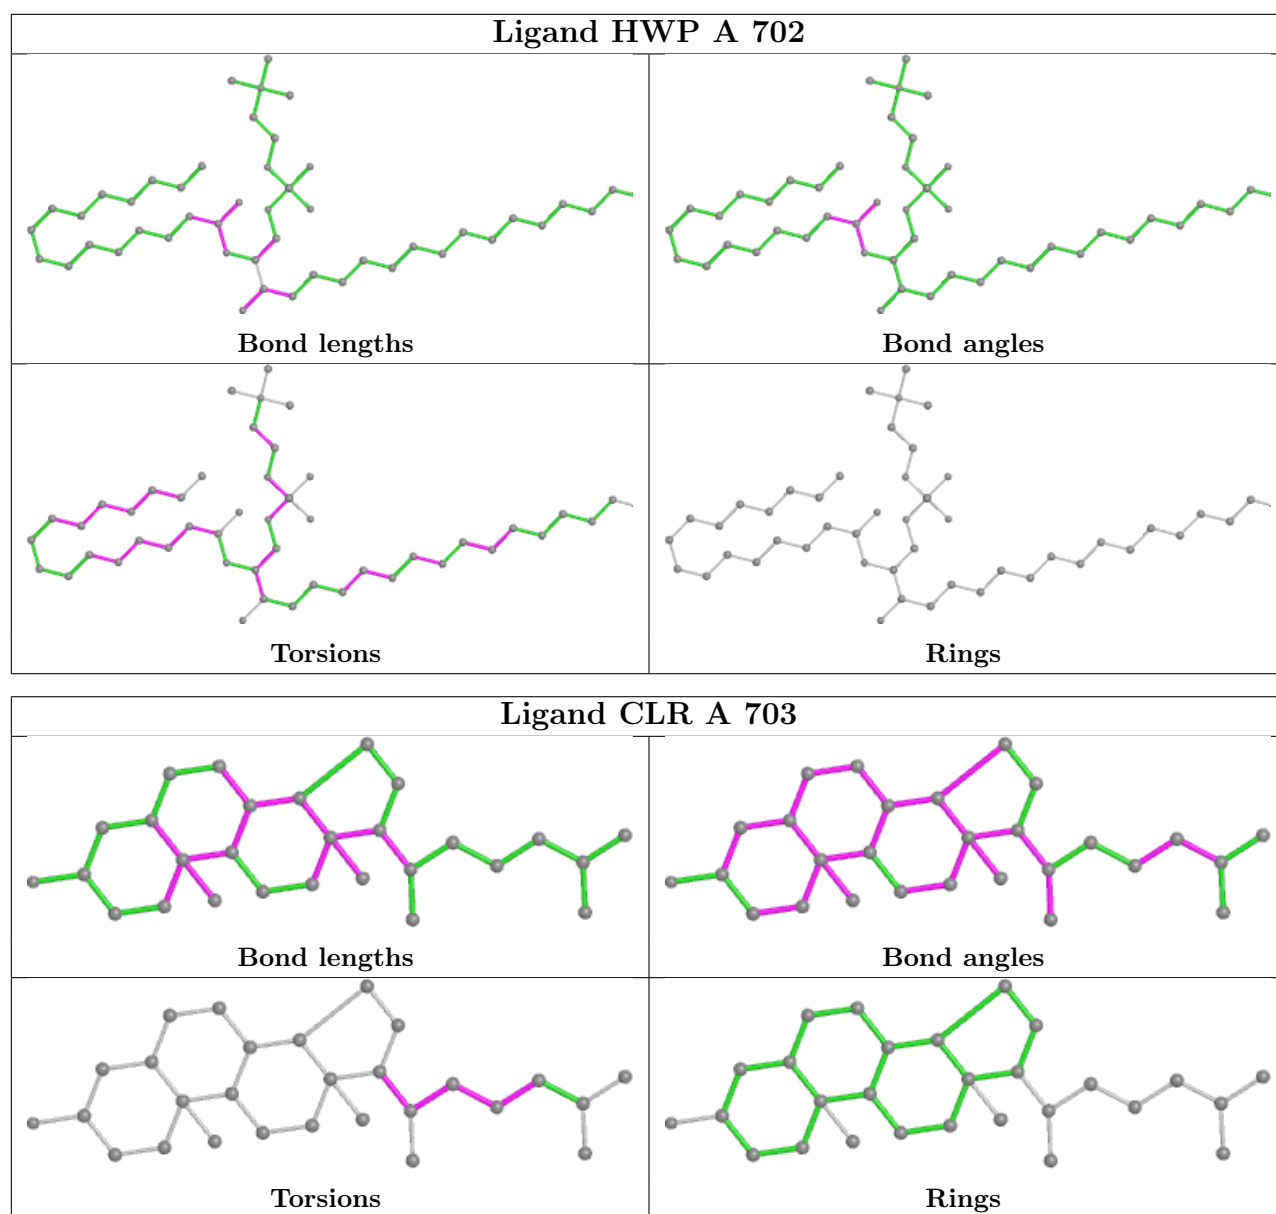 Ligand HWP A 702
Bond lengths
Bond angles
Torsions
Rings
Ligand CLR A 703
Bond lengths
Bond angles
Torsions
Rings